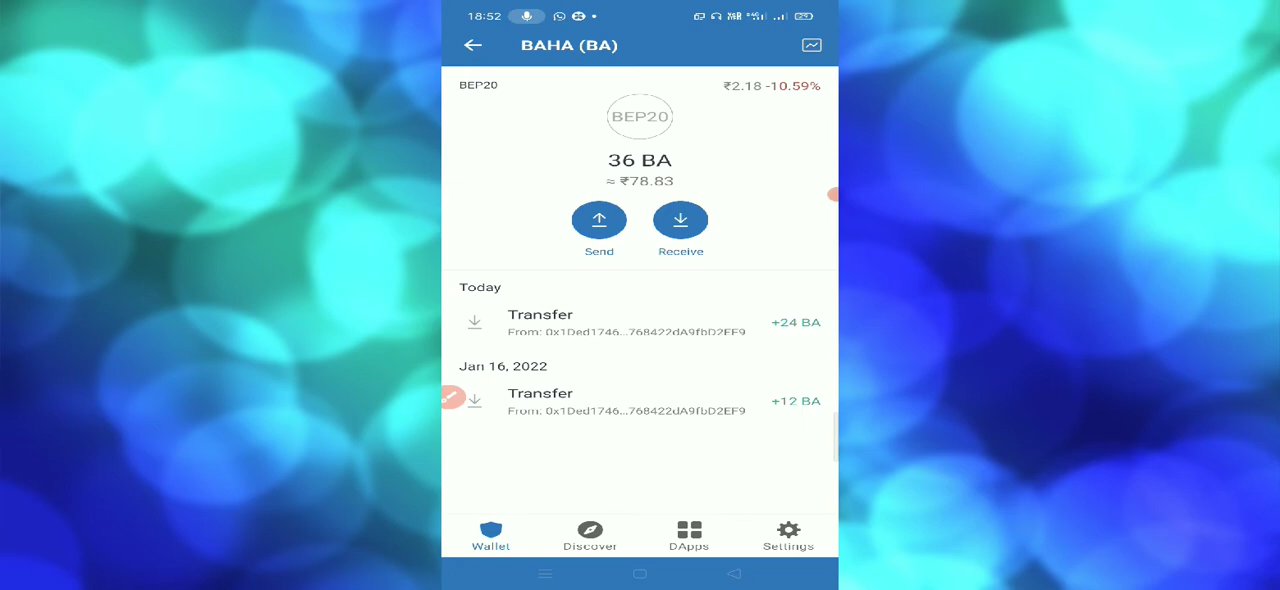 18:52
29
BAHA (BA)
BEP20
₹2.18 -10.59%
BEP20
36 BA
≈ ₹78.83
Send
Receive
Today
Transfer
+24 BA
From: 0x1Ded1746...768422dA9fbD2EF9
Jan 16, 2022
Transfer
+12 BA
From: 0x1Ded1746...768422dA9fbD2EF9
Wallet
Discover
DApps
Settings